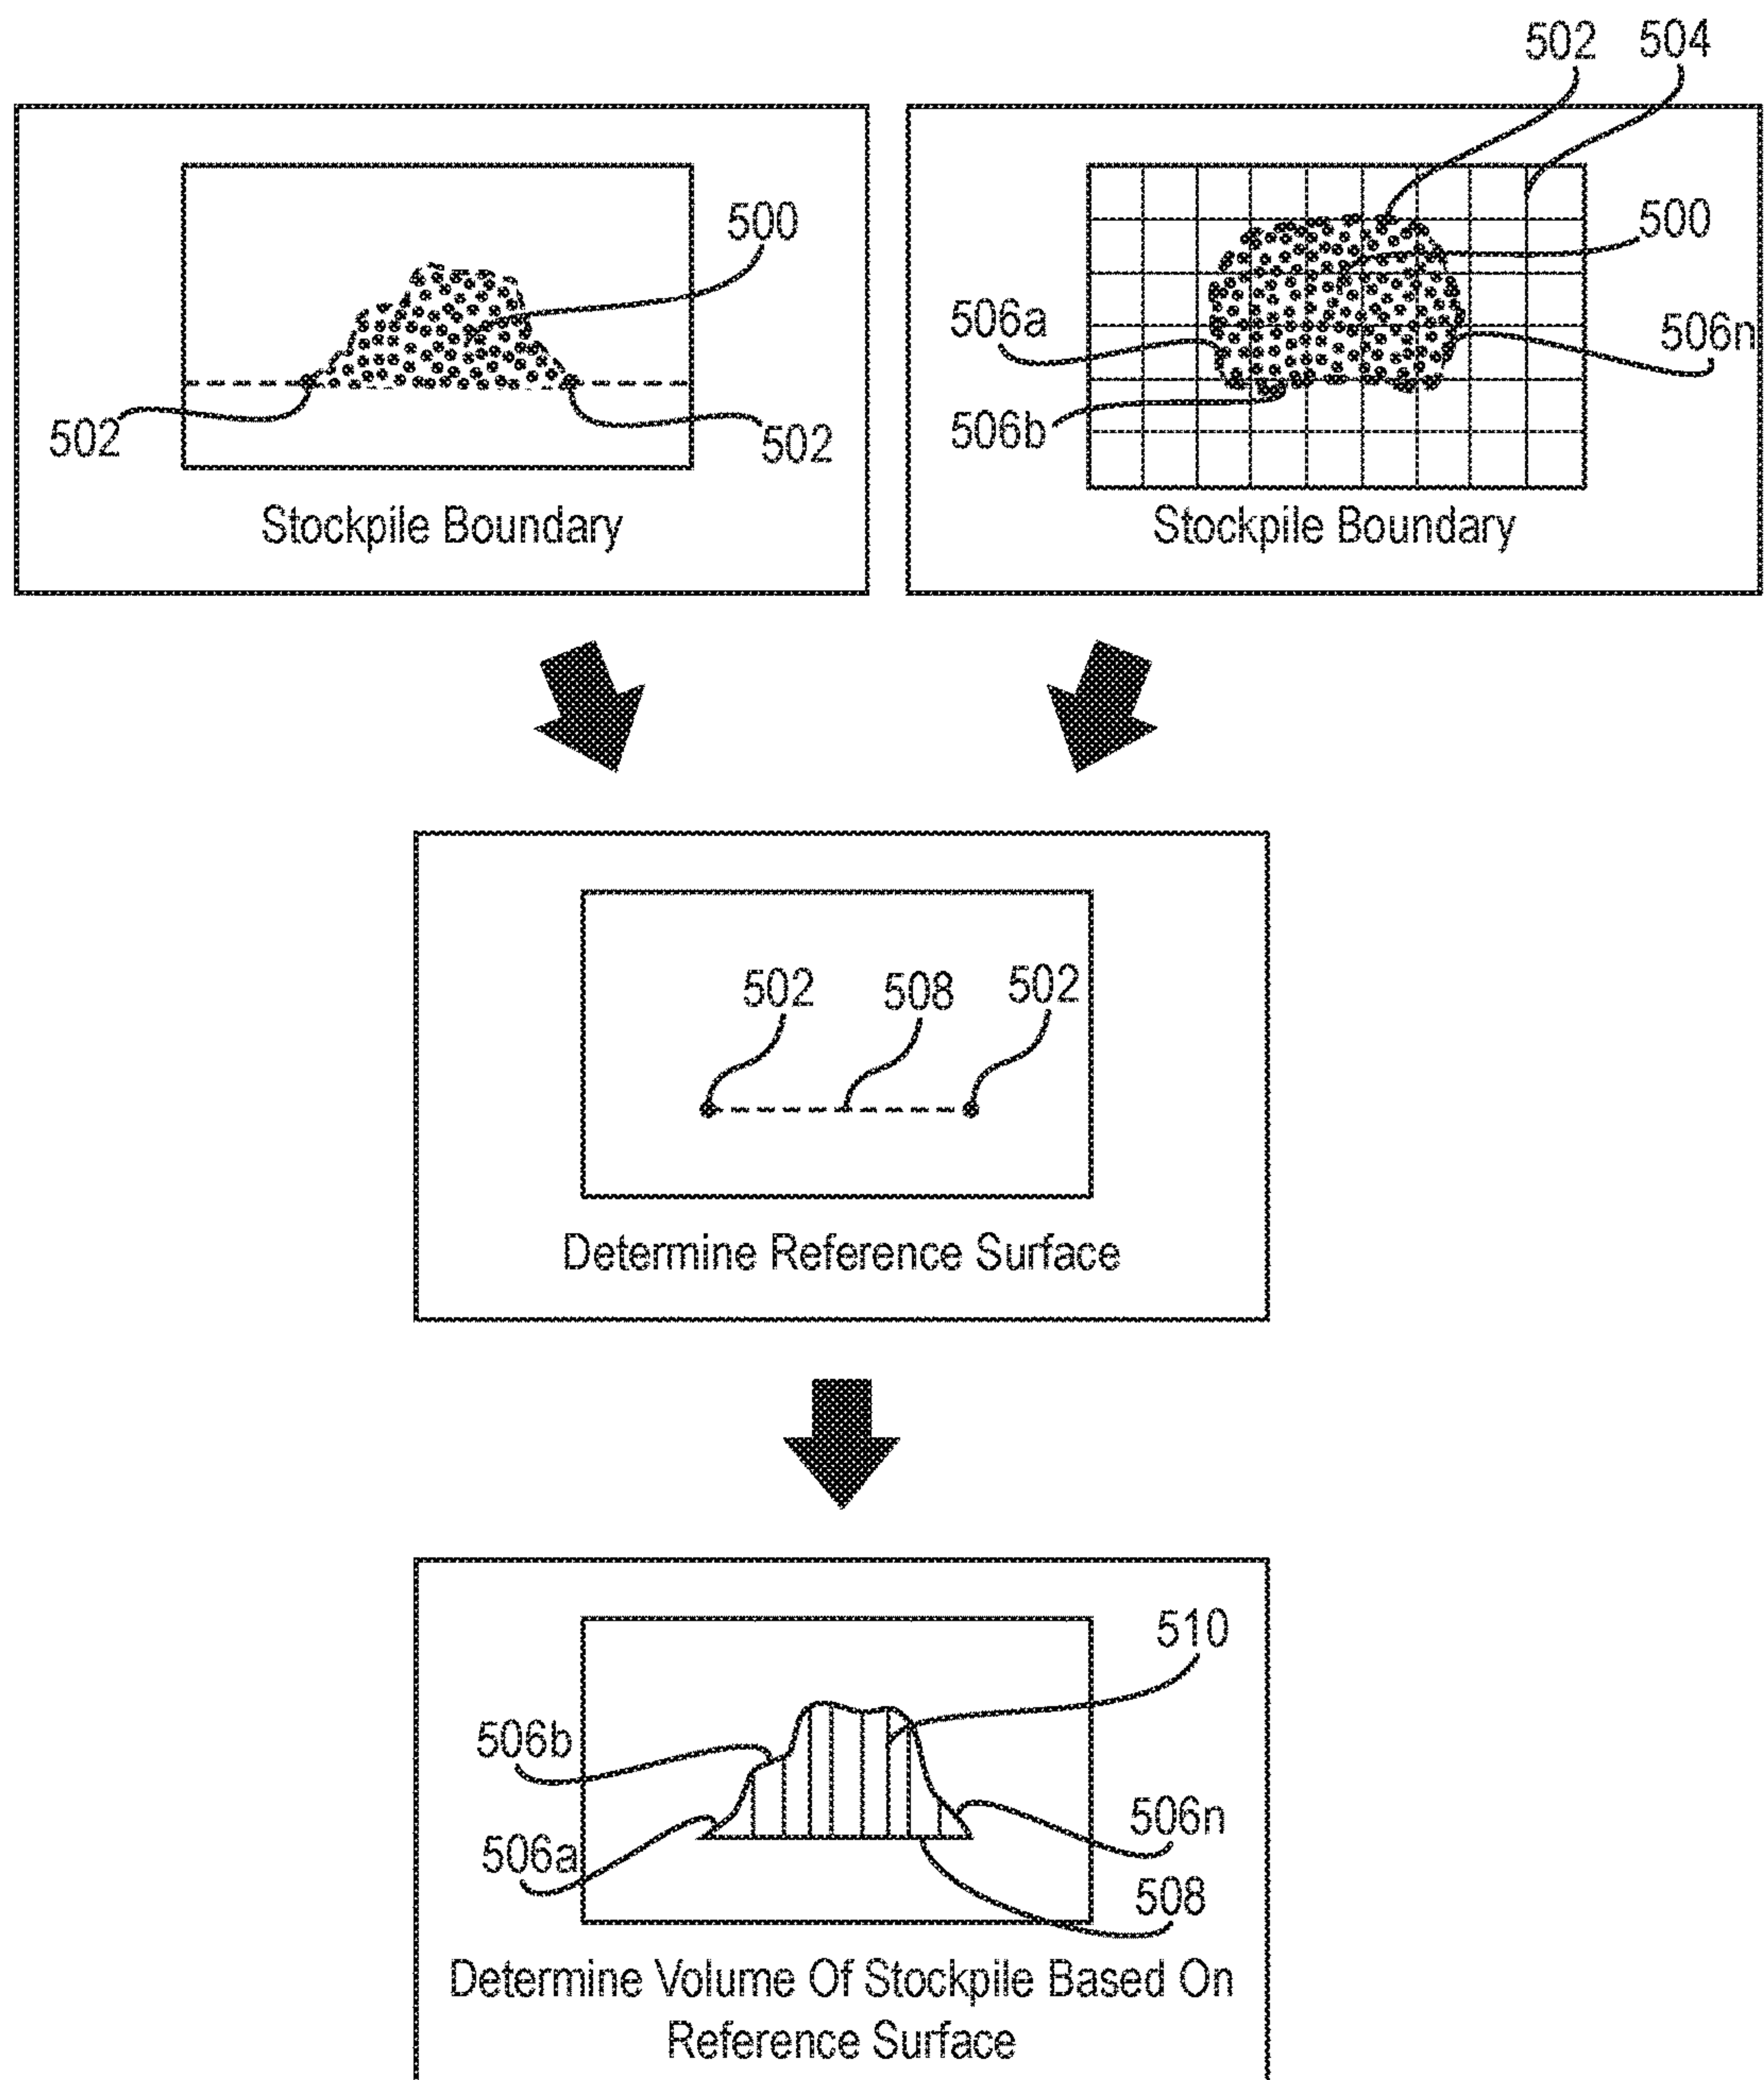 502 504
500
500
506a
506n
502
502
506b
Stockpile Boundary
Stockpile Boundary
502 508 502
Determine Reference Surface
510
506b
506n
506a
508
Determine Volume Of Stockpile Based On
Reference Surface